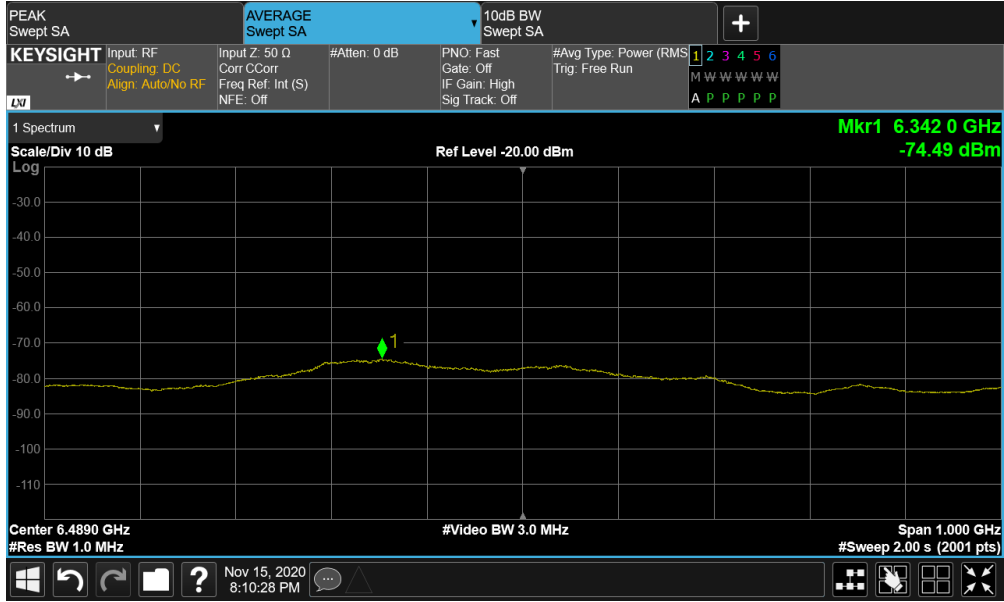 PEAK
Swept SA
AVERAGE
Swept SA
10dB BW
Swept SA
KEYSIGHT
LXI
Input: RF
Coupling: DC
Align: Auto/No RF
Input Z: 50 Ω
Corr CCorr
Freq Ref: Int (S)
NFE: Off
#Atten: 0 dB
PNO: Fast
Gate: Off
IF Gain: High
Sig Track: Off
#Avg Type: Power (RMS
Trig: Free Run
1 2 3 4 5 6
M W W W W W
A P P P P P
1 Spectrum
Mkr1 6.342 0 GHz
-74.49 dBm
Scale/Div 10 dB
Ref Level -20.00 dBm
Log
-30.0
-40.0
-50.0
-60.0
-70.0
1
-80.0
-90.0
-100
-110
Center 6.4890 GHz
#Video BW 3.0 MHz
Span 1.000 GHz
#Res BW 1.0 MHz
#Sweep 2.00 s (2001 pts)
?
Nov 15, 2020
8:10:28 PM